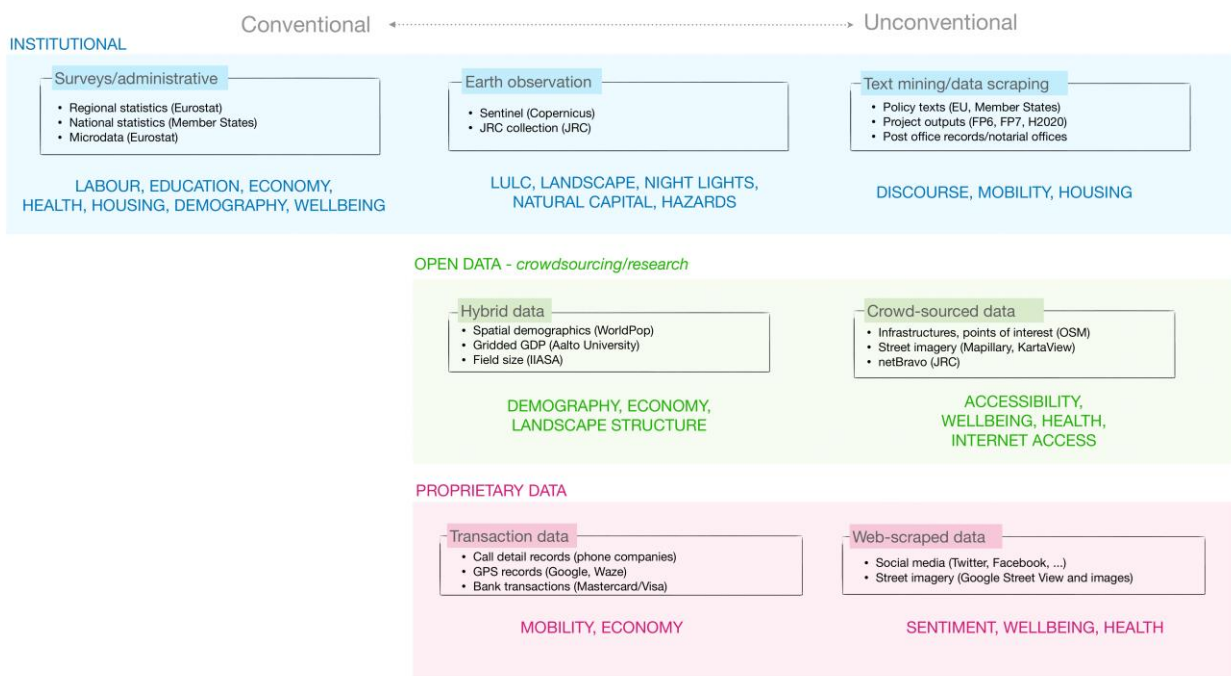 Conventional
Unconventional
INSTITUTIONAL
Surveys/administrative
• Regional statistics (Eurostat)
• National statistics (Member States)
• Microdata (Eurostat)
LABOUR, EDUCATION, ECONOMY,
HEALTH, HOUSING, DEMOGRAPHY, WELLBEING
Earth observation
• Sentinel (Copernicus)
• JRC collection (JRC)
LULC, LANDSCAPE, NIGHT LIGHTS,
NATURAL CAPITAL, HAZARDS
Text mining/data scraping
• Policy texts (EU, Member States)
• Project outputs (FP6, FP7, H2020)
• Post office records/notarial offices
DISCOURSE, MOBILITY, HOUSING
OPEN DATA - crowdsourcing/research
Hybrid data
• Spatial demographics (WorldPop)
• Gridded GDP (Aalto University)
• Field size (IIASA)
DEMOGRAPHY, ECONOMY,
LANDSCAPE STRUCTURE
Crowd-sourced data
• Infrastructures, points of interest (OSM)
• Street imagery (Mapillary, KartaView)
• netBravo (JRC)
ACCESSIBILITY,
WELLBEING, HEALTH,
INTERNET ACCESS
PROPRIETARY DATA
Transaction data
• Call detail records (phone companies)
• GPS records (Google, Waze)
• Bank transactions (Mastercard/Visa)
MOBILITY, ECONOMY
Web-scraped data
• Social media (Twitter, Facebook, ...)
• Street imagery (Google Street View and images)
SENTIMENT, WELLBEING, HEALTH